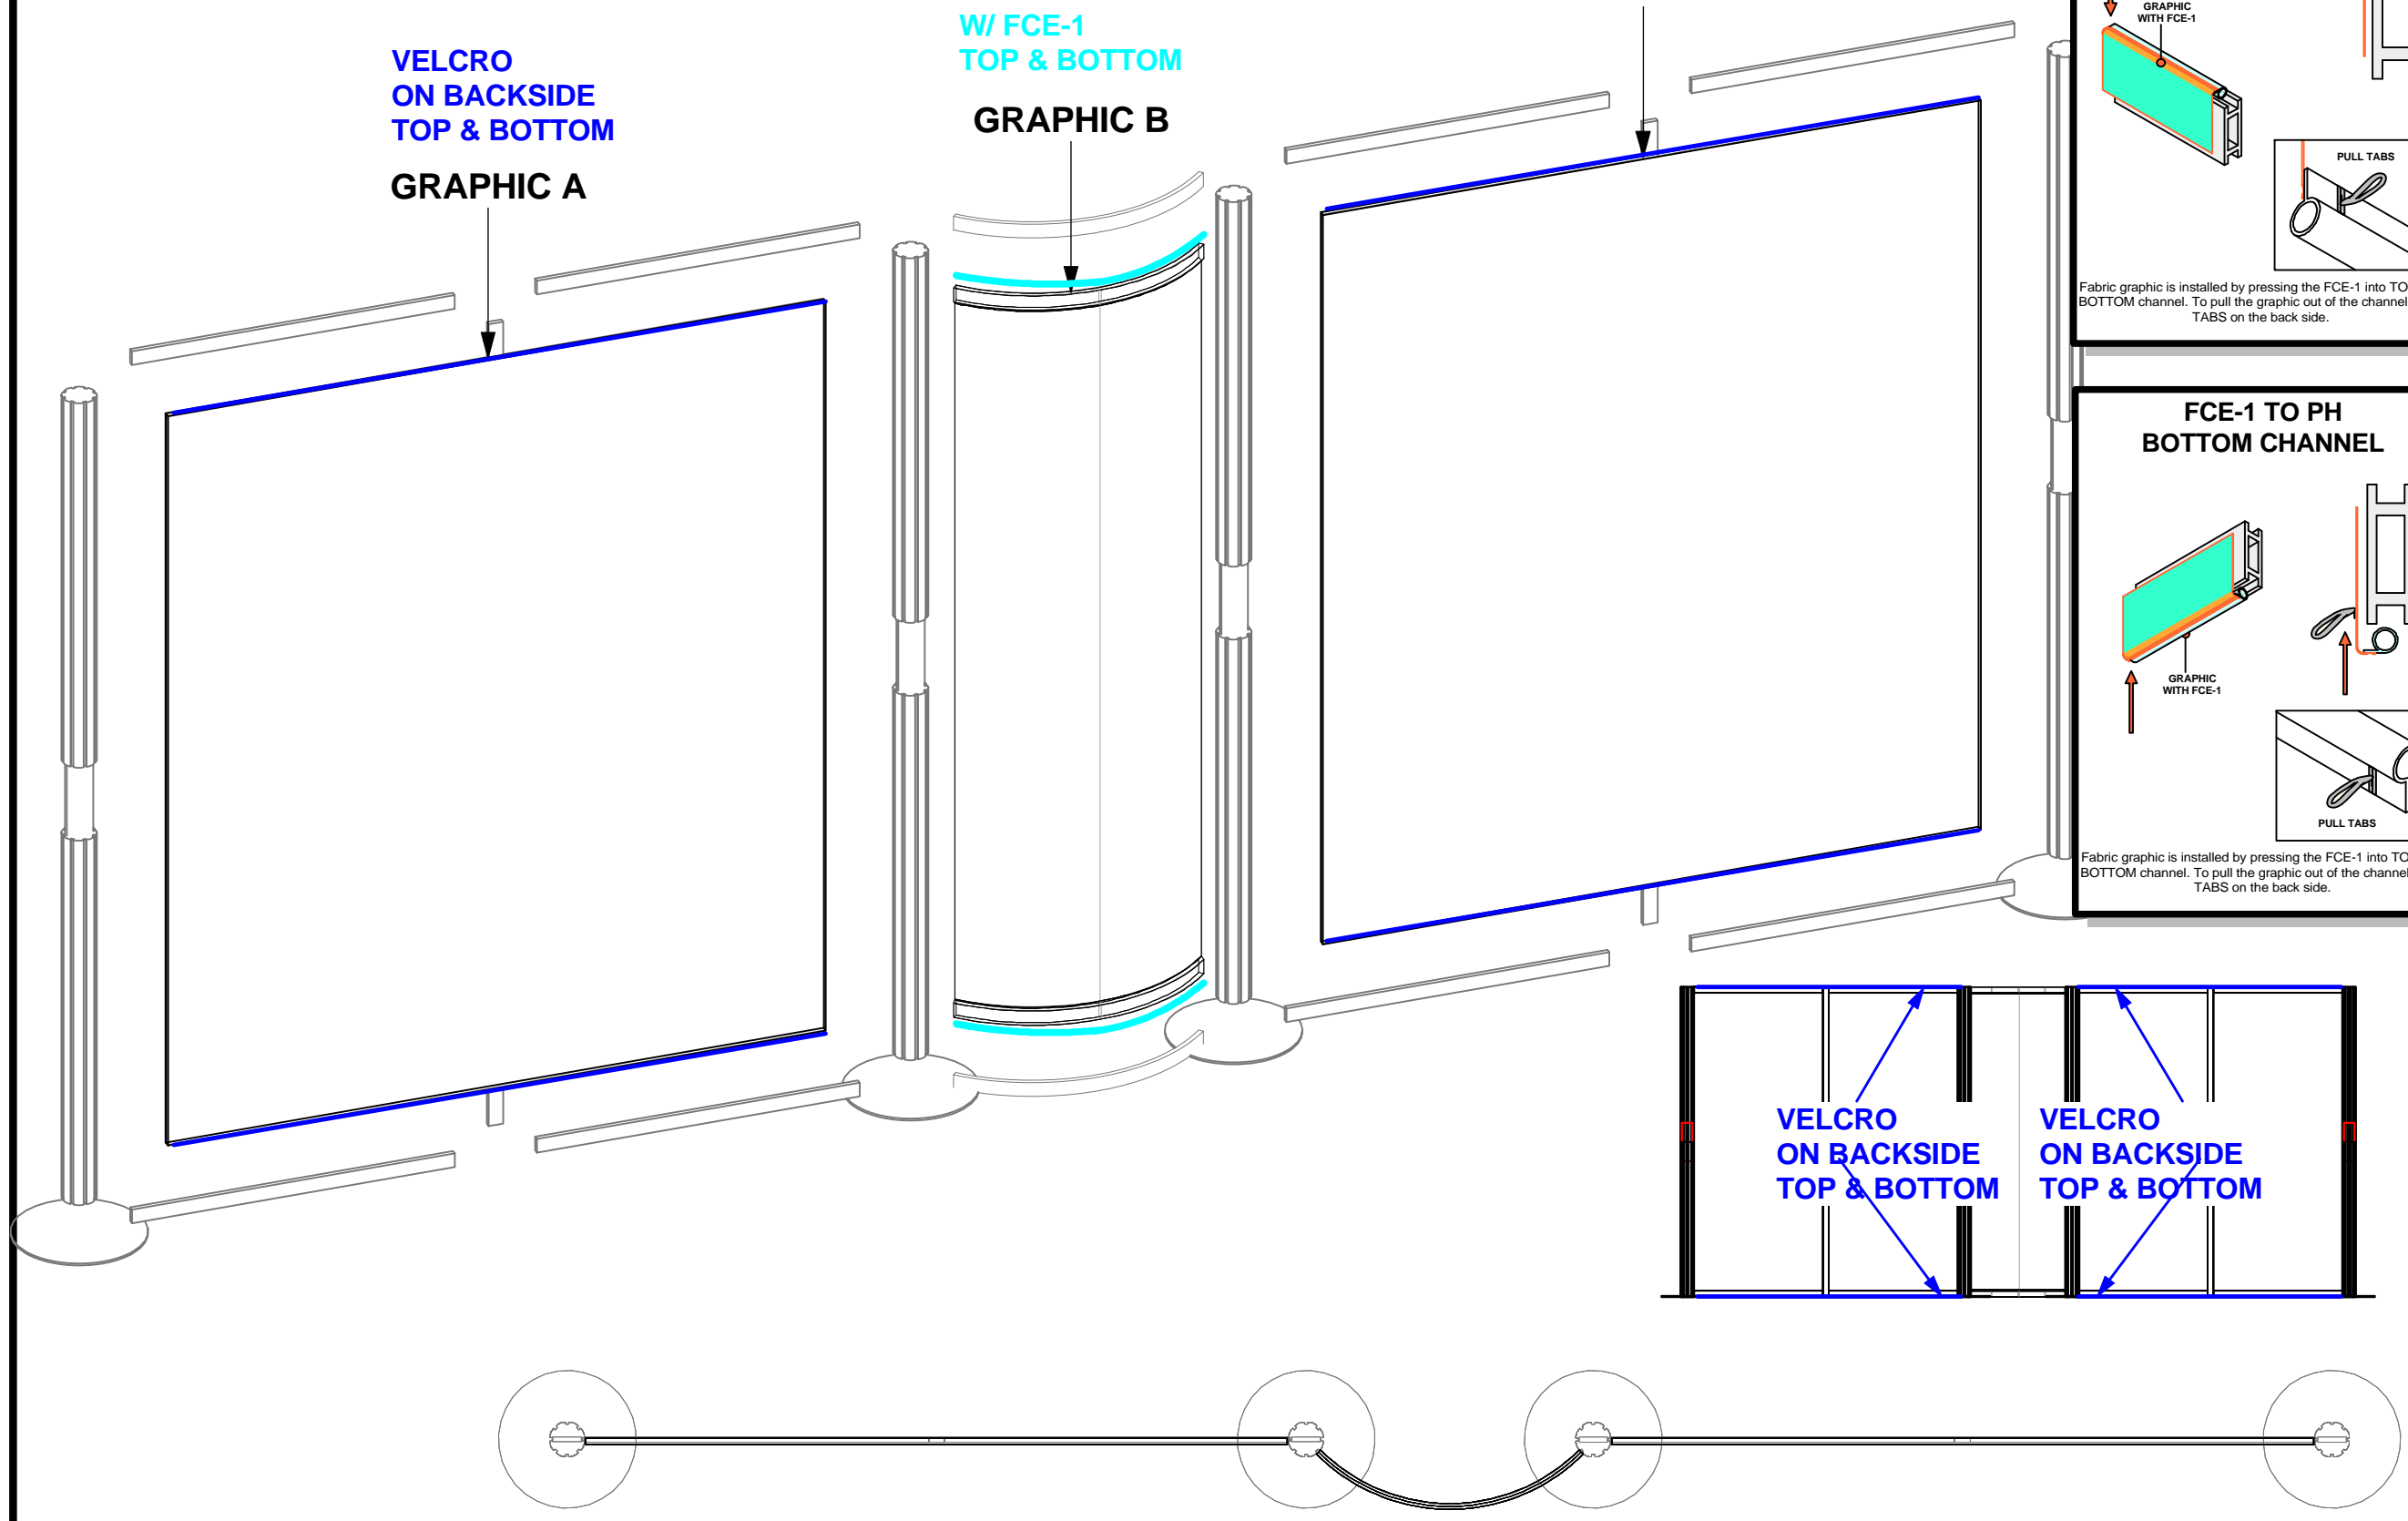 VELCRO
ON BACKSIDE
TOP & BOTTOM
GRAPHIC A
W/ FCE-1
TOP & BOTTOM
GRAPHIC B
GRAPHIC
WITH FCE-1
PULL TABS
Fabric graphic is installed by pressing the FCE-1 into TO
BOTTOM channel. To pull the graphic out of the channel
TABS on the back side.
FCE-1 TO PH
BOTTOM CHANNEL
GRAPHIC
WITH FCE-1
PULL TABS
Fabric graphic is installed by pressing the FCE-1 into TO
BOTTOM channel. To pull the graphic out of the channel
TABS on the back side.
VELCRO
ON BACKSIDE
TOP & BOTTOM
VELCRO
ON BACKSIDE
TOP & BOTTOM